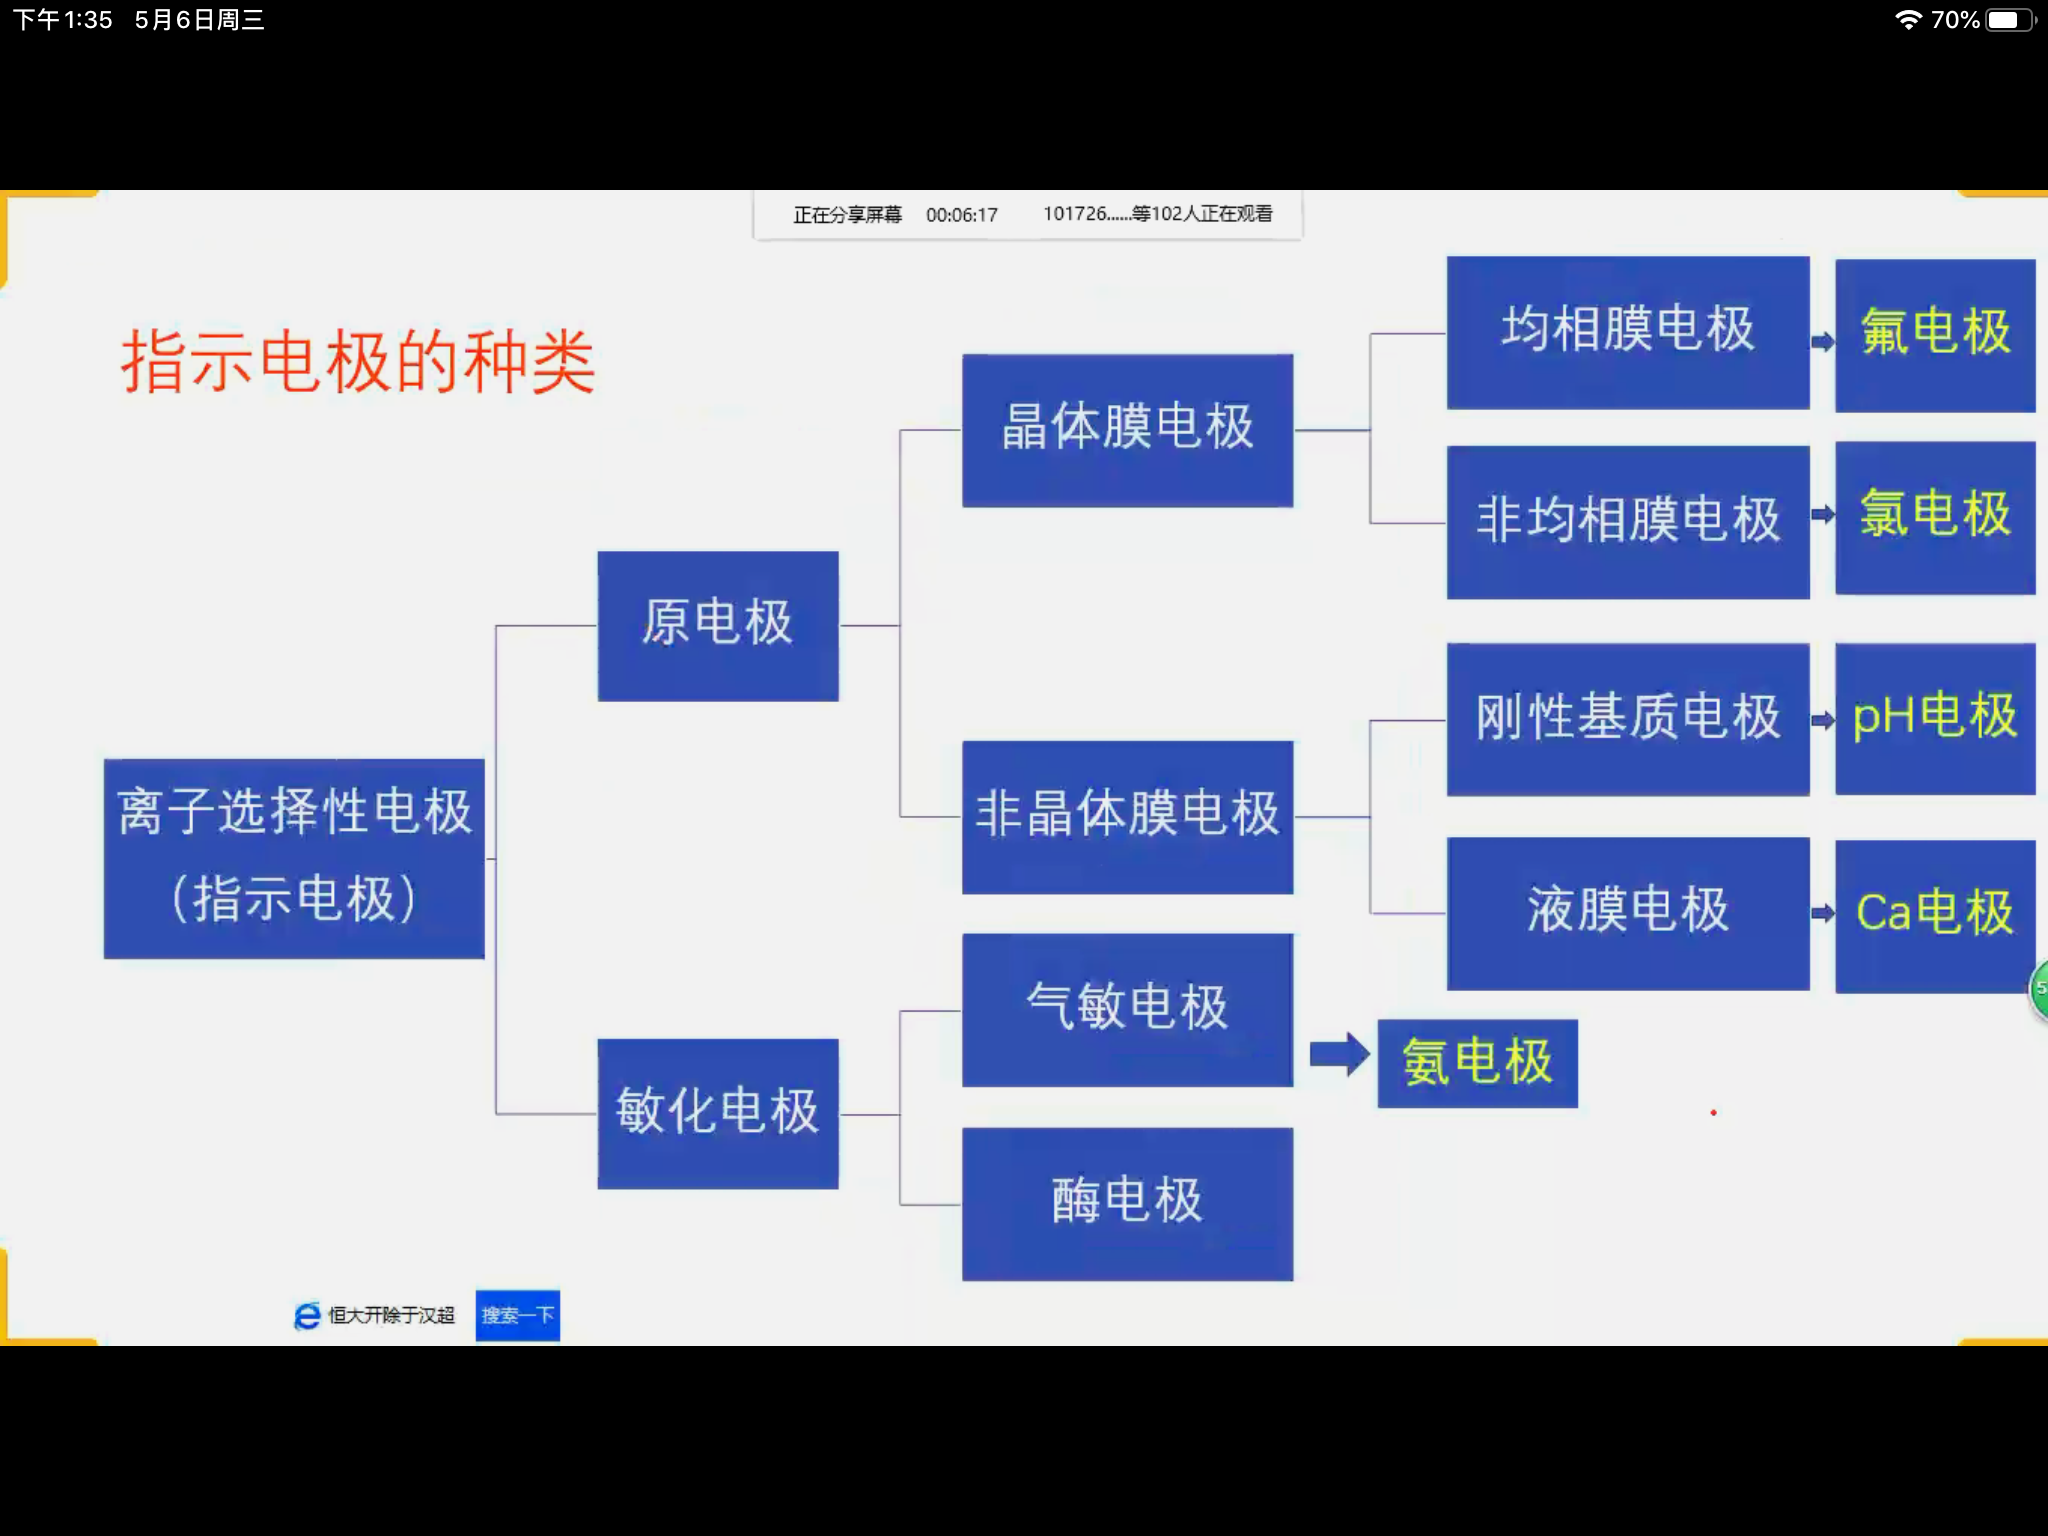 下午1:35 5月6日周三
70%
正在分享屏幕 00:06:17 101726......等102人正在观看
指示电极的种类
离子选择性电极
（指示电极）
原电极
敏化电极
晶体膜电极
非晶体膜电极
气敏电极
酶电极
均相膜电极
氟电极
非均相膜电极
氯电极
刚性基质电极
pH电极
液膜电极
Ca电极
氨电极
5
恒大开除于汉超 搜索一下